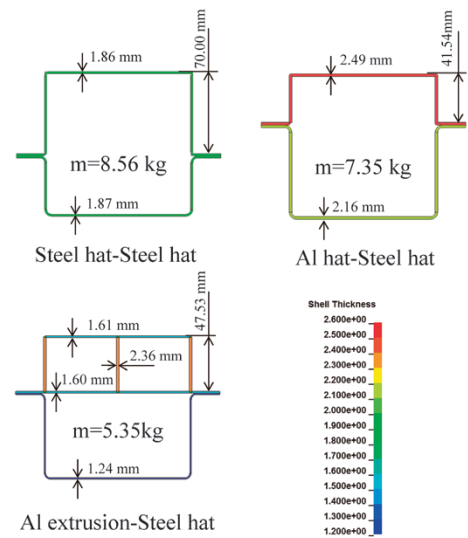 1.86 mm
70.00 mm
m=8.56 kg
1.87 mm
Steel hat-Steel hat
2.49 mm
41.54mm
m=7.35 kg
2.16 mm
Al hat-Steel hat
1.61 mm
47.53 mm
2.36 mm
1.60 mm
m=5.35kg
1.24 mm
Al extrusion-Steel hat
Shell Thickness
2.600e+00
2.500e+00
2.400e+00
2.300e+00
2.200e+00
2.100e+00
2.000e+00
1.900e+00
1.800e+00
1.700e+00
1.600e+00
1.500e+00
1.400e+00
1.300e+00
1.200e+00